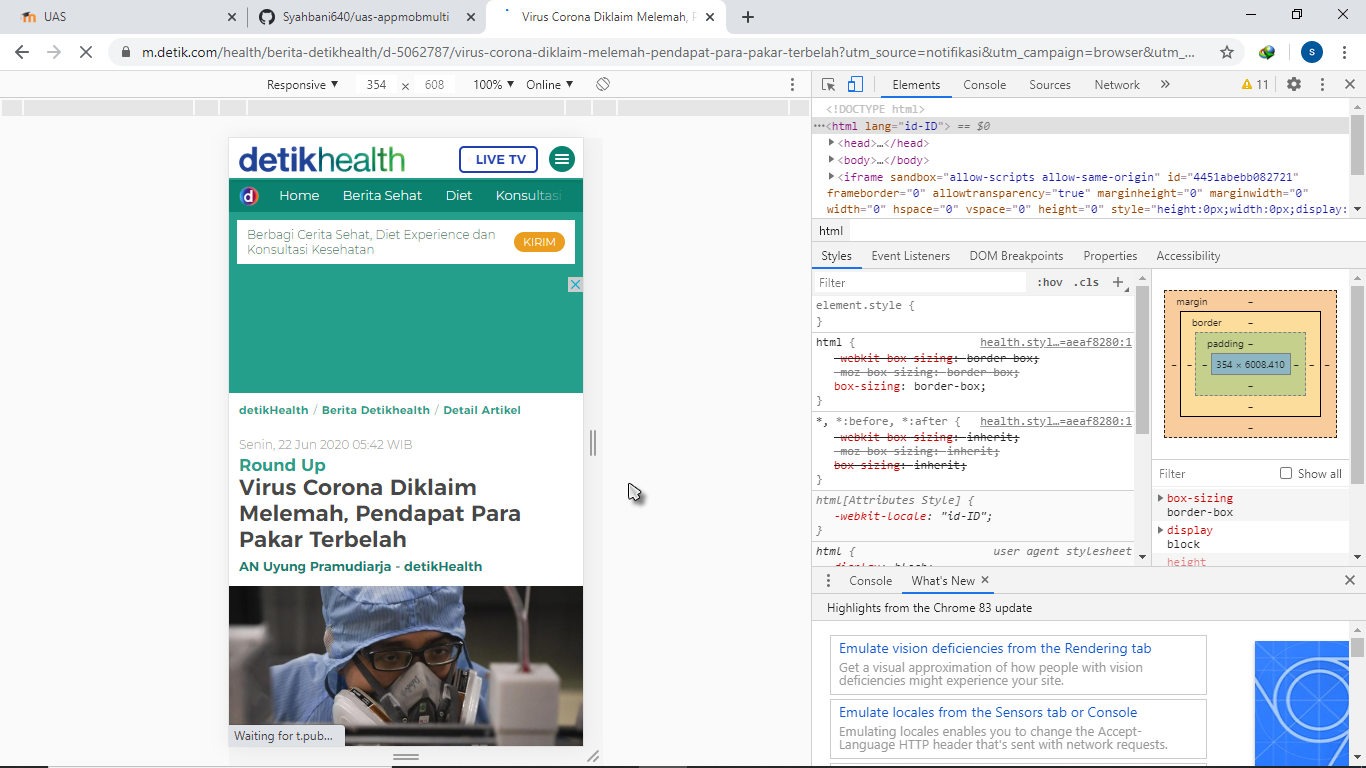 UAS
Syahbani640/uas-appmobmulti
Virus Corona Diklaim Melemah, P
m.detik.com/health/berita-detikhealth/d-5062787/virus-corona-diklaim-melemah-pendapat-para-pakar-terbelah?utm_source=notifikasi&utm_campaign=browser&utm_...
s
Responsive ▼ 354 × 608 100% ▼ Online ▼
Elements Console Sources Network » 11
<!DOCTYPE html>
···<html lang="id-ID"> == $0
<head>…</head>
<body>…</body>
<iframe sandbox="allow-scripts allow-same-origin" id="4451abebb082721"
frameborder="0" allowtransparency="true" marginheight="0" marginwidth="0"
width="0" hspace="0" vspace="0" height="0" style="height:0px;width:0px;display:
html
Styles Event Listeners DOM Breakpoints Properties Accessibility
Filter :hov .cls +
element.style {
}
html { health.styl…=aeaf8280:1
-webkit-box-sizing: border-box;
-moz-box-sizing: border-box;
box-sizing: border-box;
}
*, *:before, *:after { health.styl…=aeaf8280:1
-webkit-box-sizing: inherit;
-moz-box-sizing: inherit;
box-sizing: inherit;
}
html[Attributes Style] {
-webkit-locale: "id-ID";
}
html { user agent stylesheet
display: block;
margin –
border –
padding –
– – – 354 × 6008.410 – – –
–
–
–
Filter Show all
box-sizing
border-box
display
block
height
Console What's New ×
Highlights from the Chrome 83 update
Emulate vision deficiencies from the Rendering tab
Get a visual approximation of how people with vision
deficiencies might experience your site.
Emulate locales from the Sensors tab or Console
Emulating locales enables you to change the Accept-
Language HTTP header that's sent with network requests.
detikhealth LIVE TV
d Home Berita Sehat Diet Konsultasi
Berbagi Cerita Sehat, Diet Experience dan
Konsultasi Kesehatan
KIRIM
detikHealth / Berita Detikhealth / Detail Artikel
Senin, 22 Jun 2020 05:42 WIB
Round Up
Virus Corona Diklaim
Melemah, Pendapat Para
Pakar Terbelah
AN Uyung Pramudiarja - detikHealth
Waiting for t.pub...